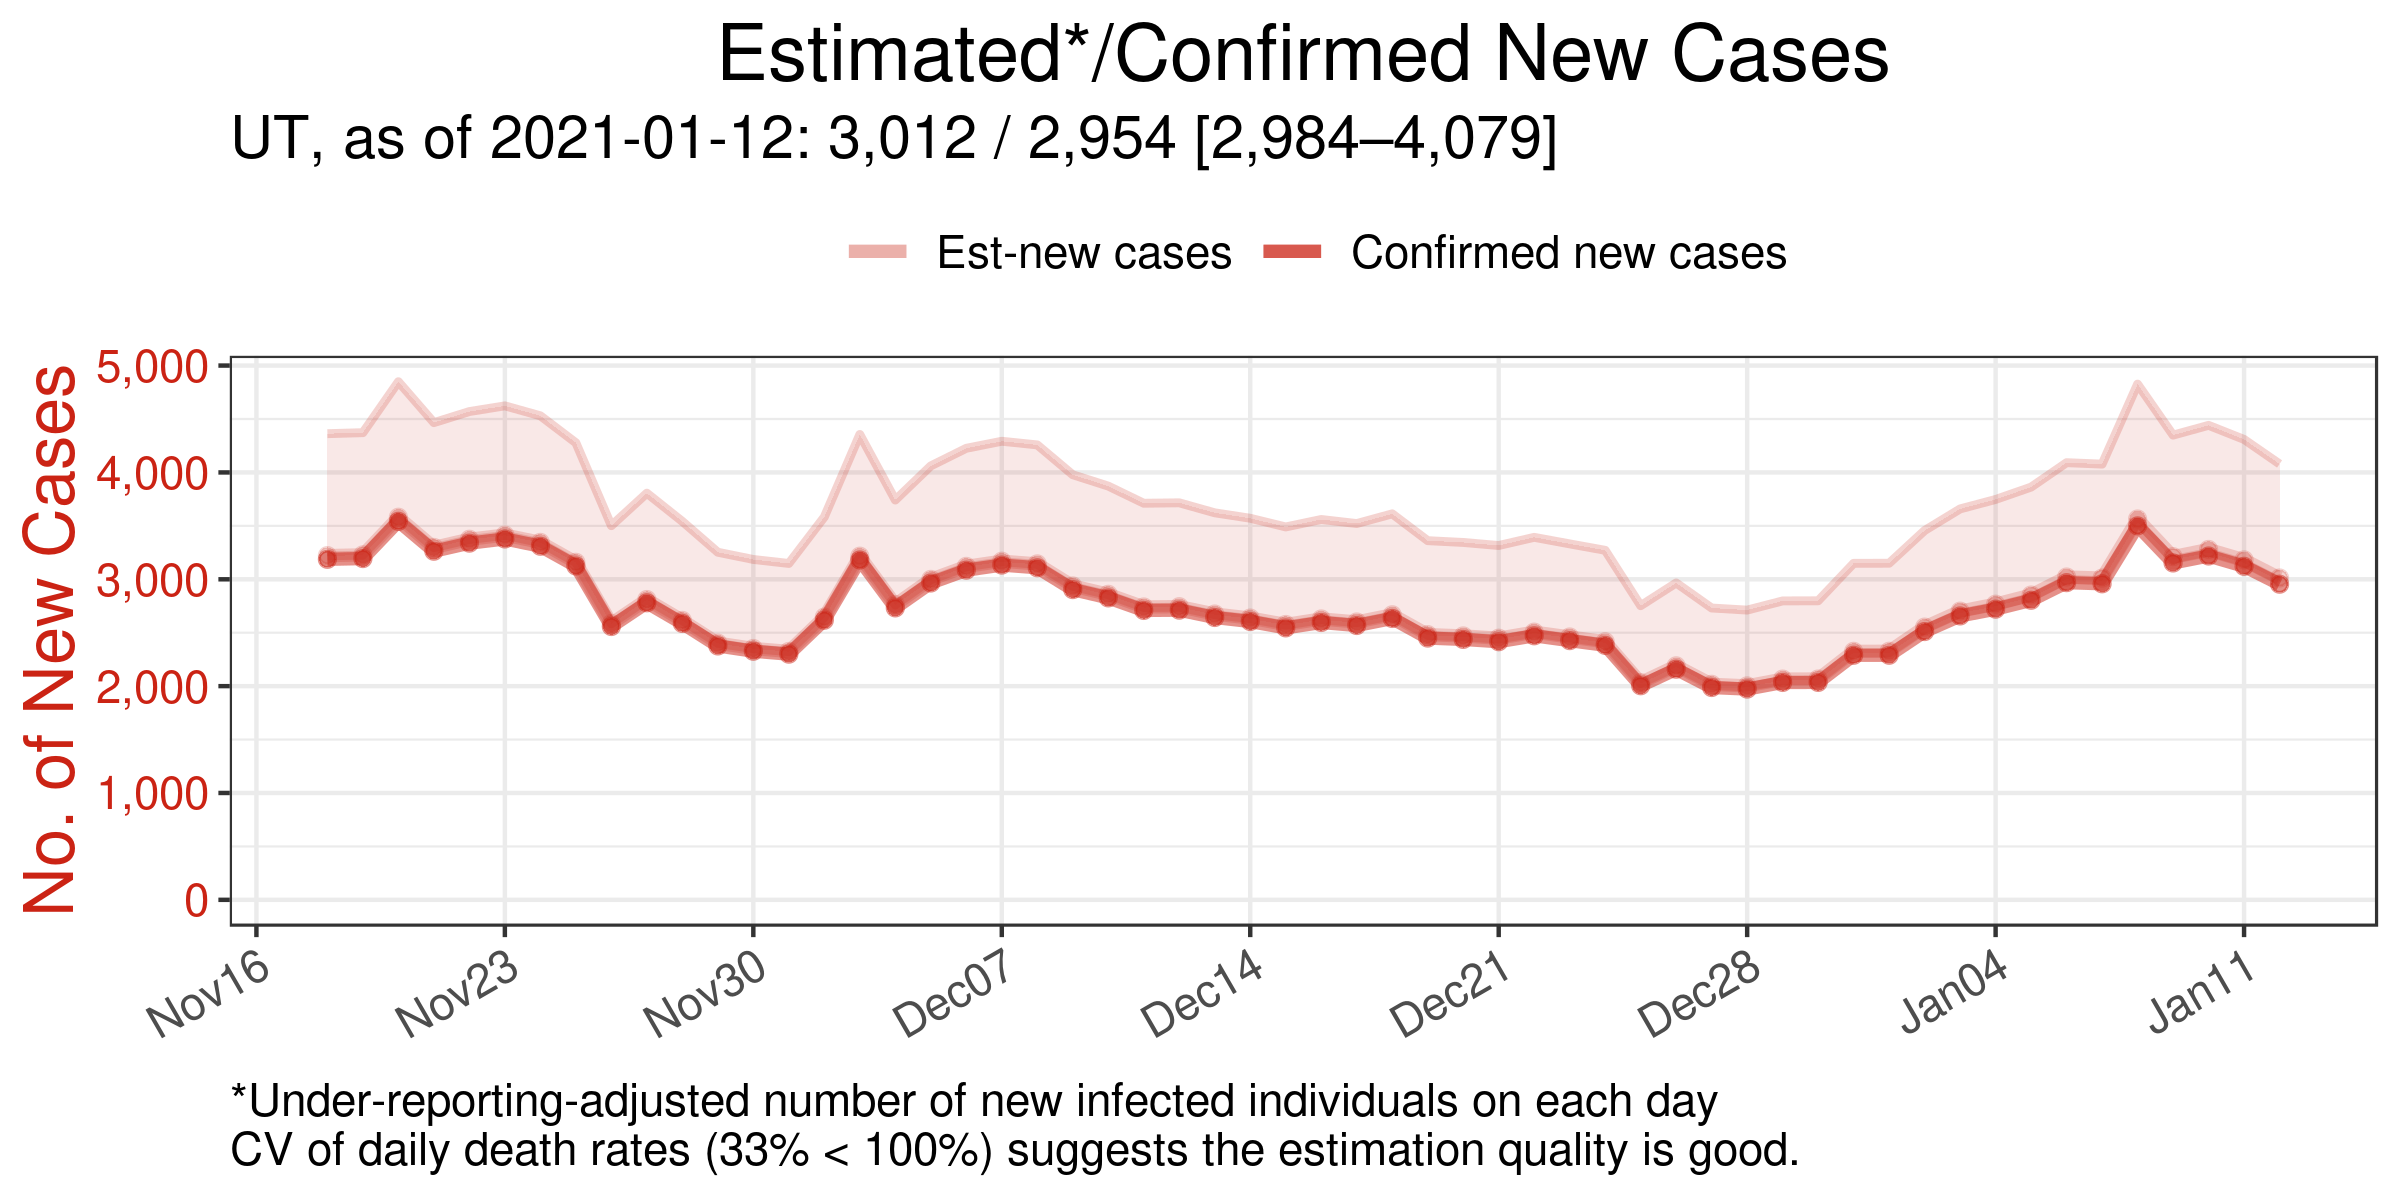 Estimated*/Confirmed New Cases
UT, as of 2021-01-12: 3,012 / 2,954 [2,984–4,079]
Est-new cases Confirmed new cases
No. of New Cases
5,000
4,000
3,000
2,000
1,000
0
Nov16 Nov23 Nov30 Dec07 Dec14 Dec21 Dec28 Jan04 Jan11
*Under-reporting-adjusted number of new infected individuals on each day
CV of daily death rates (33% < 100%) suggests the estimation quality is good.